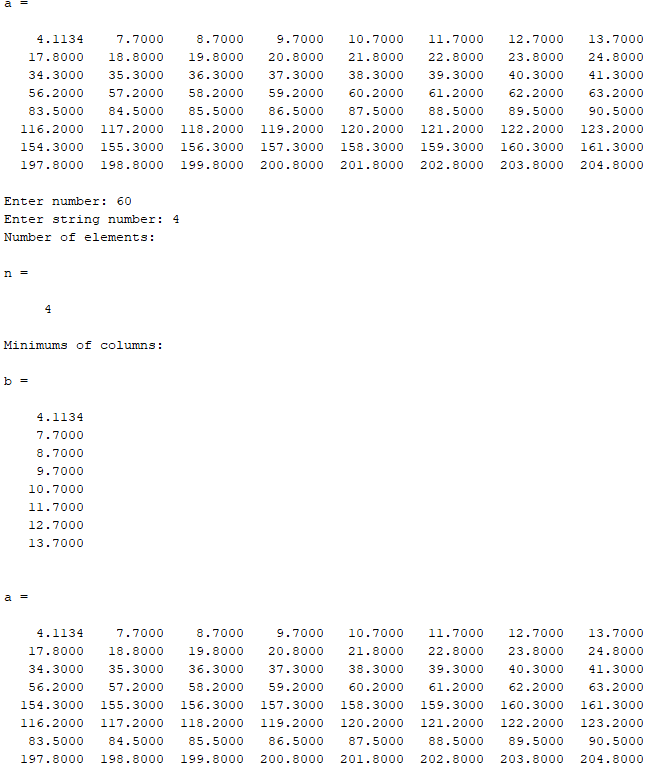 a =
4.1134 7.7000 8.7000 9.7000 10.7000 11.7000 12.7000 13.7000
17.8000 18.8000 19.8000 20.8000 21.8000 22.8000 23.8000 24.8000
34.3000 35.3000 36.3000 37.3000 38.3000 39.3000 40.3000 41.3000
56.2000 57.2000 58.2000 59.2000 60.2000 61.2000 62.2000 63.2000
83.5000 84.5000 85.5000 86.5000 87.5000 88.5000 89.5000 90.5000
116.2000 117.2000 118.2000 119.2000 120.2000 121.2000 122.2000 123.2000
154.3000 155.3000 156.3000 157.3000 158.3000 159.3000 160.3000 161.3000
197.8000 198.8000 199.8000 200.8000 201.8000 202.8000 203.8000 204.8000
Enter number: 60
Enter string number: 4
Number of elements:
n =
4
Minimums of columns:
b =
4.1134
7.7000
8.7000
9.7000
10.7000
11.7000
12.7000
13.7000
a =
4.1134 7.7000 8.7000 9.7000 10.7000 11.7000 12.7000 13.7000
17.8000 18.8000 19.8000 20.8000 21.8000 22.8000 23.8000 24.8000
34.3000 35.3000 36.3000 37.3000 38.3000 39.3000 40.3000 41.3000
56.2000 57.2000 58.2000 59.2000 60.2000 61.2000 62.2000 63.2000
154.3000 155.3000 156.3000 157.3000 158.3000 159.3000 160.3000 161.3000
116.2000 117.2000 118.2000 119.2000 120.2000 121.2000 122.2000 123.2000
83.5000 84.5000 85.5000 86.5000 87.5000 88.5000 89.5000 90.5000
197.8000 198.8000 199.8000 200.8000 201.8000 202.8000 203.8000 204.8000